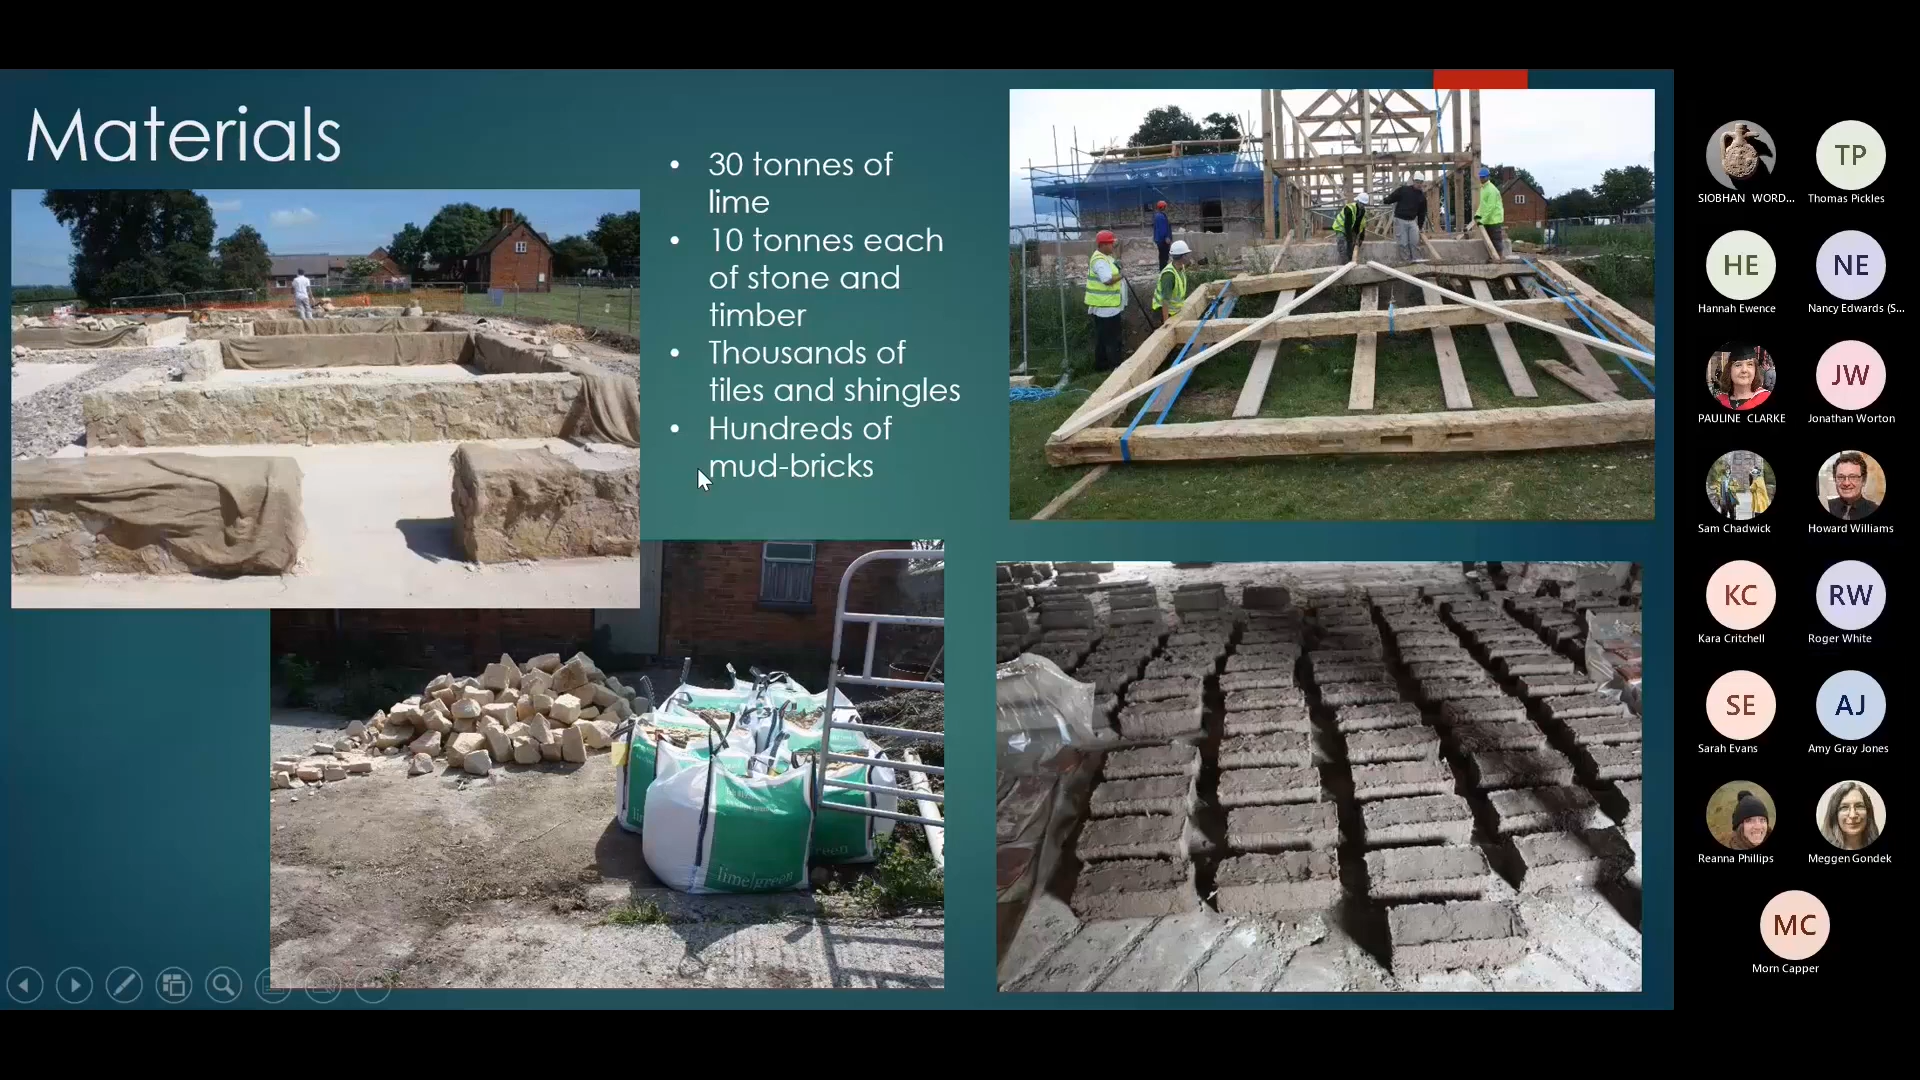 Materials
• 30 tonnes of
lime
• 10 tonnes each
of stone and
timber
• Thousands of
tiles and shingles
• Hundreds of
mud-bricks
lime|green
SIOBHAN WORD...
TP
Thomas Pickles
HE
Hannah Ewence
NE
Nancy Edwards (S...
PAULINE CLARKE
JW
Jonathan Worton
Sam Chadwick
Howard Williams
KC
Kara Critchell
RW
Roger White
SE
Sarah Evans
AJ
Amy Gray Jones
Reanna Phillips
Meggen Gondek
MC
Morn Capper